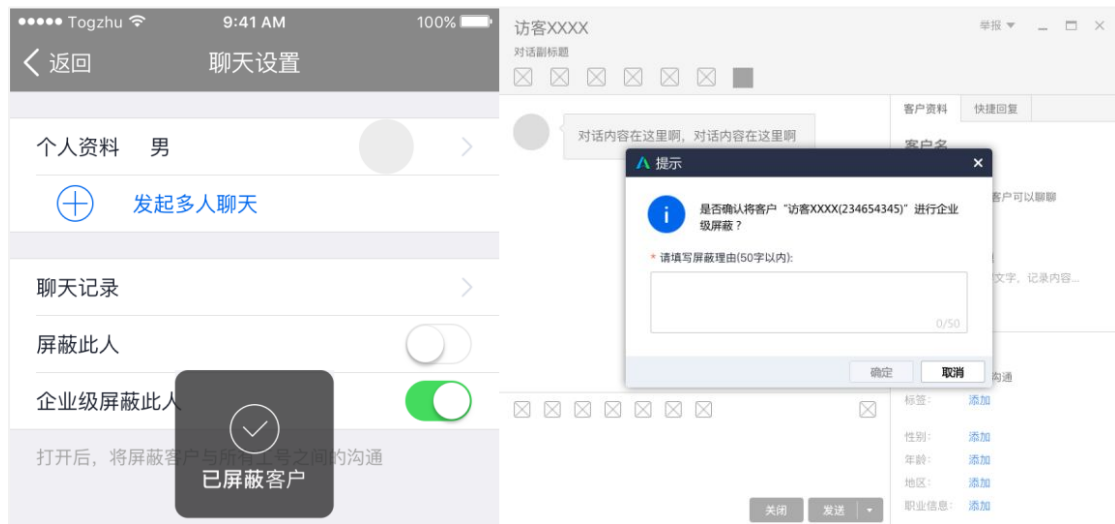 ●●●●● Togzhu 9:41 AM 100%
返回 聊天设置
个人资料 男
发起多人聊天
聊天记录
屏蔽此人
企业级屏蔽此人
打开后，将屏蔽客户与所有工号之间的沟通
已屏蔽客户
访客XXXX
举报
对话副标题
客户资料 快捷回复
对话内容在这里啊，对话内容在这里啊
客户名
提示
客户可以聊聊
是否确认将客户“访客XXXX(234654345)”进行企业
级屏蔽？
* 请填写屏蔽理由(50字以内):
文字，记录内容...
0/50
确定 取消
沟通
标签: 添加
性别: 添加
年龄: 添加
地区: 添加
职业信息: 添加
关闭 发送